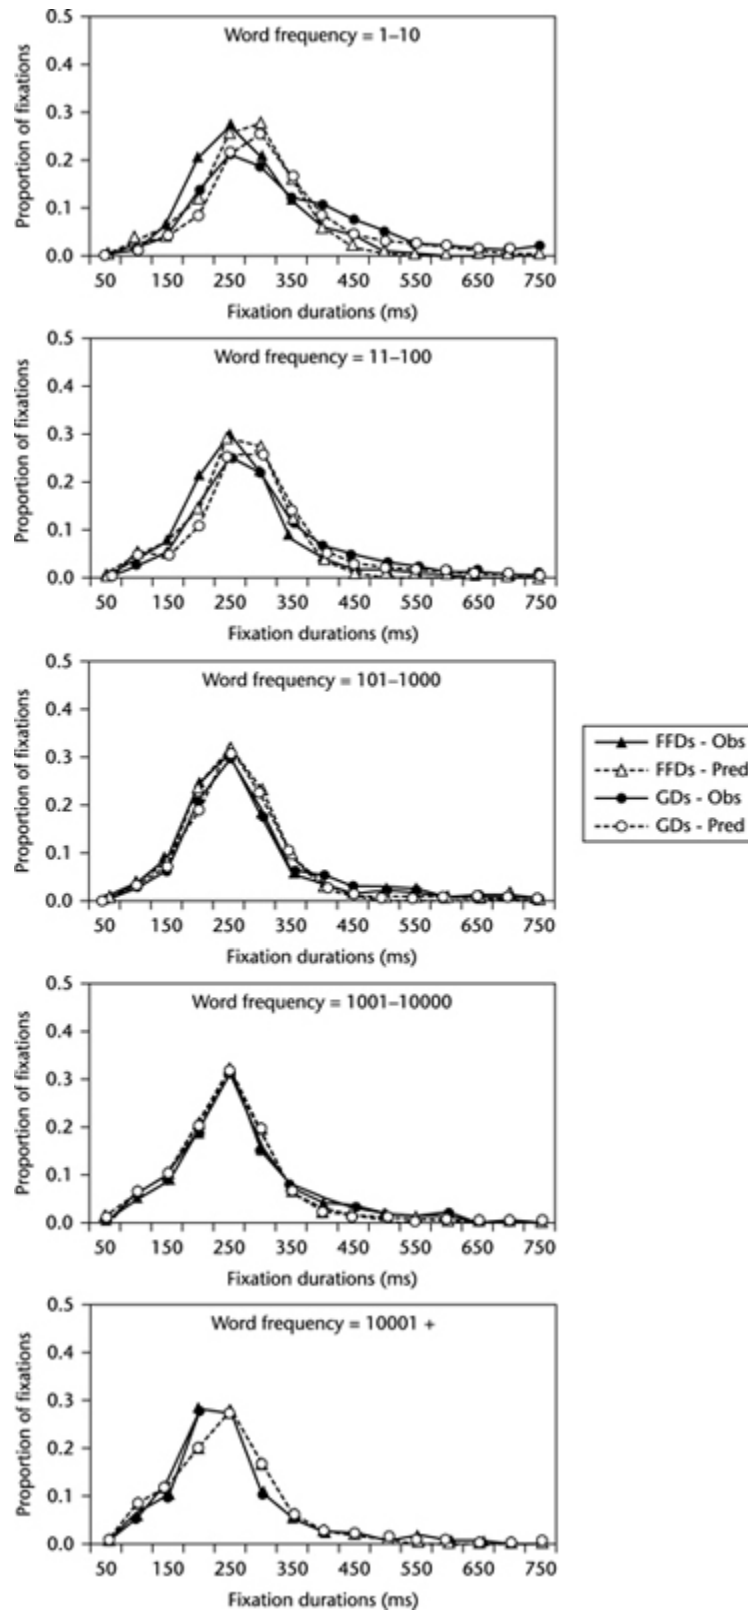 Word frequency = 1–10
Proportion of fixations
0.5
0.4
0.3
0.2
0.1
0.0
50 150 250 350 450 550 650 750
Fixation durations (ms)
Word frequency = 11–100
Proportion of fixations
0.5
0.4
0.3
0.2
0.1
0.0
50 150 250 350 450 550 650 750
Fixation durations (ms)
Word frequency = 101–1000
Proportion of fixations
0.5
0.4
0.3
0.2
0.1
0.0
50 150 250 350 450 550 650 750
Fixation durations (ms)
FFDs - Obs
FFDs - Pred
GDs - Obs
GDs - Pred
Word frequency = 1001–10000
Proportion of fixations
0.5
0.4
0.3
0.2
0.1
0.0
50 150 250 350 450 550 650 750
Fixation durations (ms)
Word frequency = 10001 +
Proportion of fixations
0.5
0.4
0.3
0.2
0.1
0.0
50 150 250 350 450 550 650 750
Fixation durations (ms)